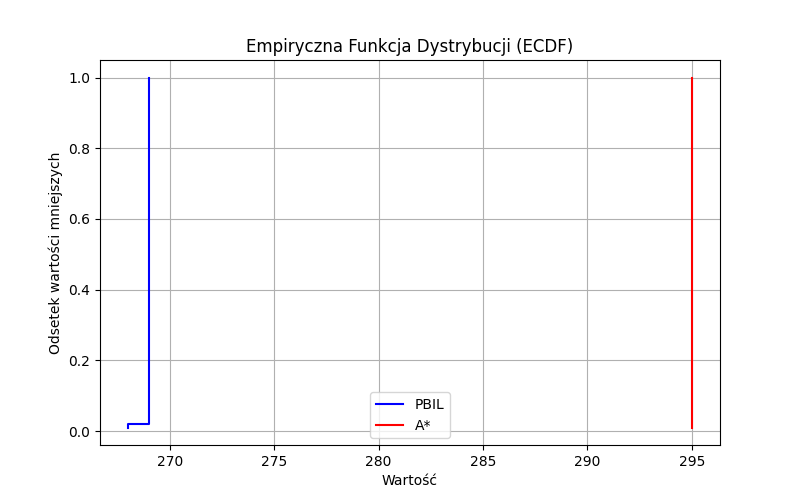 Empiryczna Funkcja Dystrybucji (ECDF)
Odsetek wartości mniejszych
1.0
0.8
0.6
0.4
0.2
0.0
PBIL
A*
270
275
280
285
290
295
Wartość